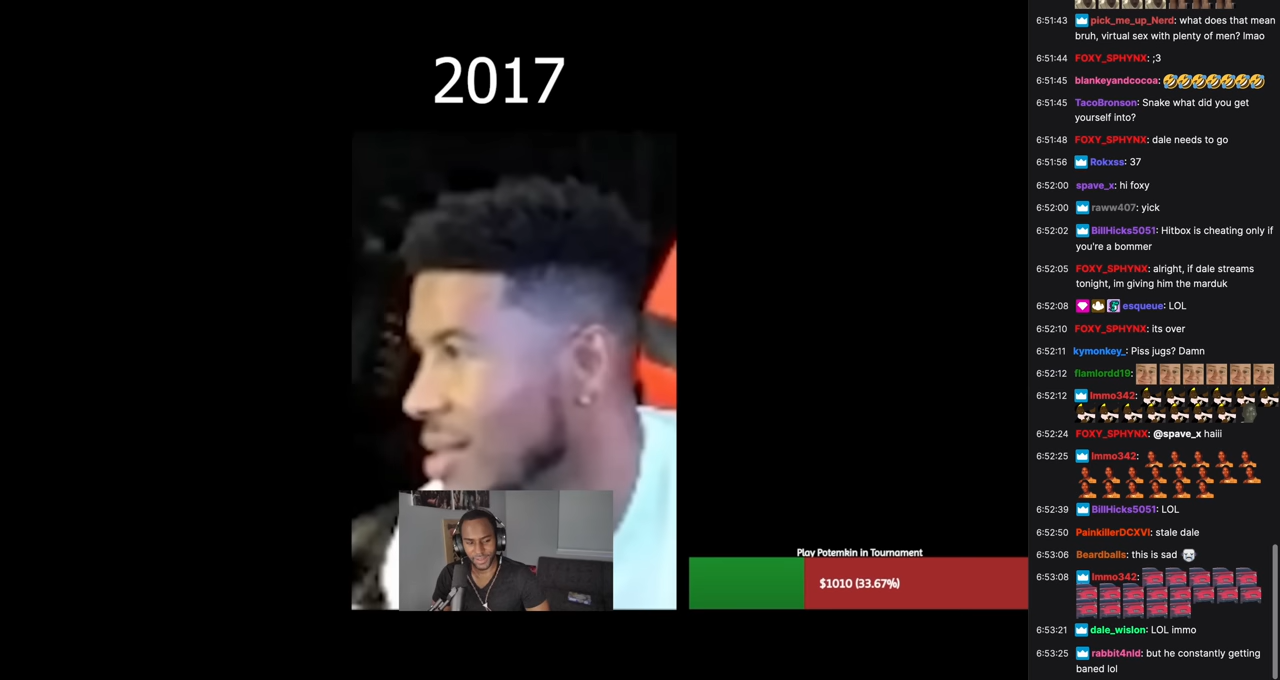 2017
Play Potemkin in Tournament
$1010 (33.67%)
6:51:43 pick_me_up_Nerd: what does that mean
bruh, virtual sex with plenty of men? lmao
6:51:44 FOXY_SPHYNX: ;3
6:51:45 blankeyandcocoa:
6:51:45 TacoBronson: Snake what did you get
yourself into?
6:51:48 FOXY_SPHYNX: dale needs to go
6:51:56 Rokxss: 37
6:52:00 spave_x: hi foxy
6:52:00 raww407: yick
6:52:02 BillHicks5051: Hitbox is cheating only if
you're a bommer
6:52:05 FOXY_SPHYNX: alright, if dale streams
tonight, im giving him the marduk
6:52:08 esqueue: LOL
6:52:10 FOXY_SPHYNX: its over
6:52:11 kymonkey_: Piss jugs? Damn
6:52:12 flamlordd19:
6:52:12 Immo342:
6:52:24 FOXY_SPHYNX: @spave_x haiii
6:52:25 Immo342:
6:52:39 BillHicks5051: LOL
6:52:50 PainkillerDCXVI: stale dale
6:53:06 Beardballs: this is sad
6:53:08 Immo342:
6:53:21 dale_wislon: LOL immo
6:53:25 rabbit4nld: but he constantly getting
baned lol